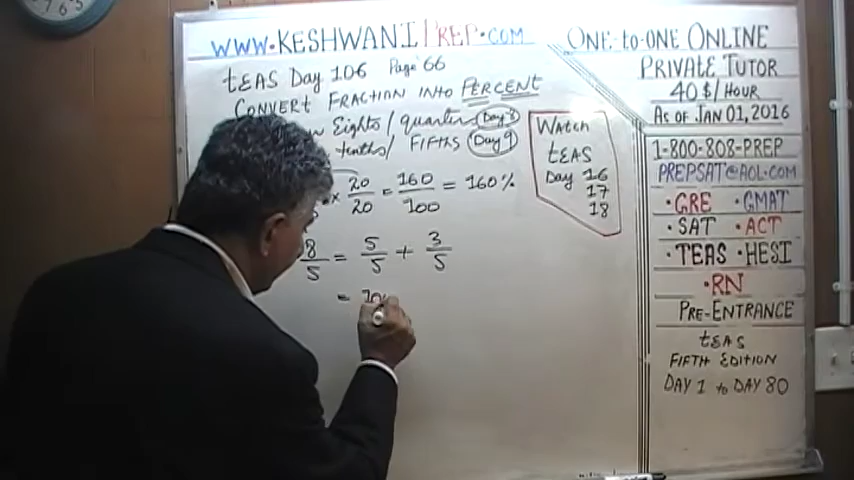 www.KESHWANIPREP.COM
TEAS Day 106 Page 66
CONVERT FRACTION INTO PERCENT
Eights/ quarters Day 8
tenths/ FIFTHS Day 9
× 20/20 = 160/100 = 160%
8/5 = 5/5 + 3/5
=
Watch
TEAS
Day 16
17
18
ONE-to-ONE ONLINE
PRIVATE TUTOR
40$/HOUR
AS OF JAN 01, 2016
1-800-808-PREP
PREPSAT@AOL.COM
• GRE • GMAT
• SAT • ACT
• TEAS • HESI
• RN
PRE-ENTRANCE
TEAS
FIFTH EDITION
DAY 1 to DAY 80